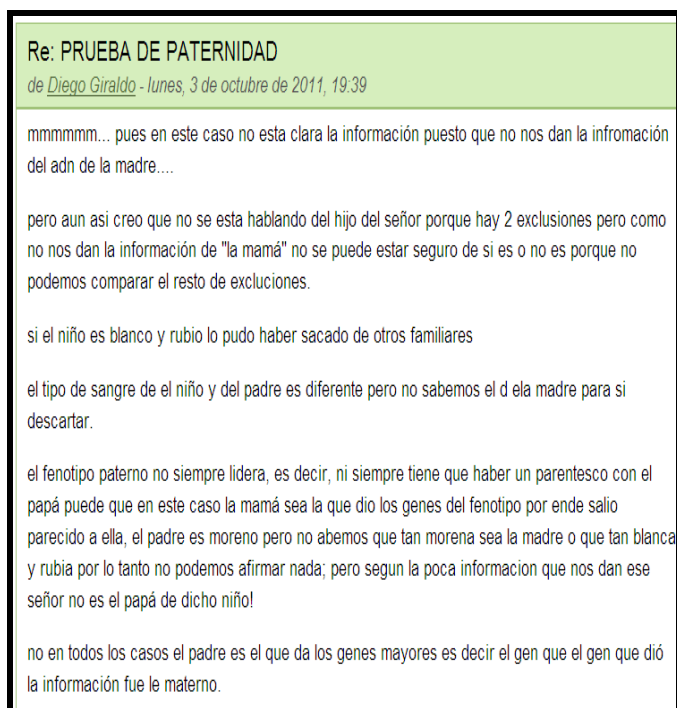 Re: PRUEBA DE PATERNIDAD
de Diego Giraldo - lunes, 3 de octubre de 2011, 19:39
mmmmmm... pues en este caso no esta clara la información puesto que no nos dan la infromación
del adn de la madre....
pero aun asi creo que no se esta hablando del hijo del señor porque hay 2 exclusiones pero como
no nos dan la información de "la mamá" no se puede estar seguro de si es o no es porque no
podemos comparar el resto de excluciones.
si el niño es blanco y rubio lo pudo haber sacado de otros familiares
el tipo de sangre de el niño y del padre es diferente pero no sabemos el d ela madre para si
descartar.
el fenotipo paterno no siempre lidera, es decir, ni siempre tiene que haber un parentesco con el
papá puede que en este caso la mamá sea la que dio los genes del fenotipo por ende salio
parecido a ella, el padre es moreno pero no abemos que tan morena sea la madre o que tan blanca
y rubia por lo tanto no podemos afirmar nada; pero segun la poca informacion que nos dan ese
señor no es el papá de dicho niño!
no en todos los casos el padre es el que da los genes mayores es decir el gen que el gen que dió
la información fue le materno.